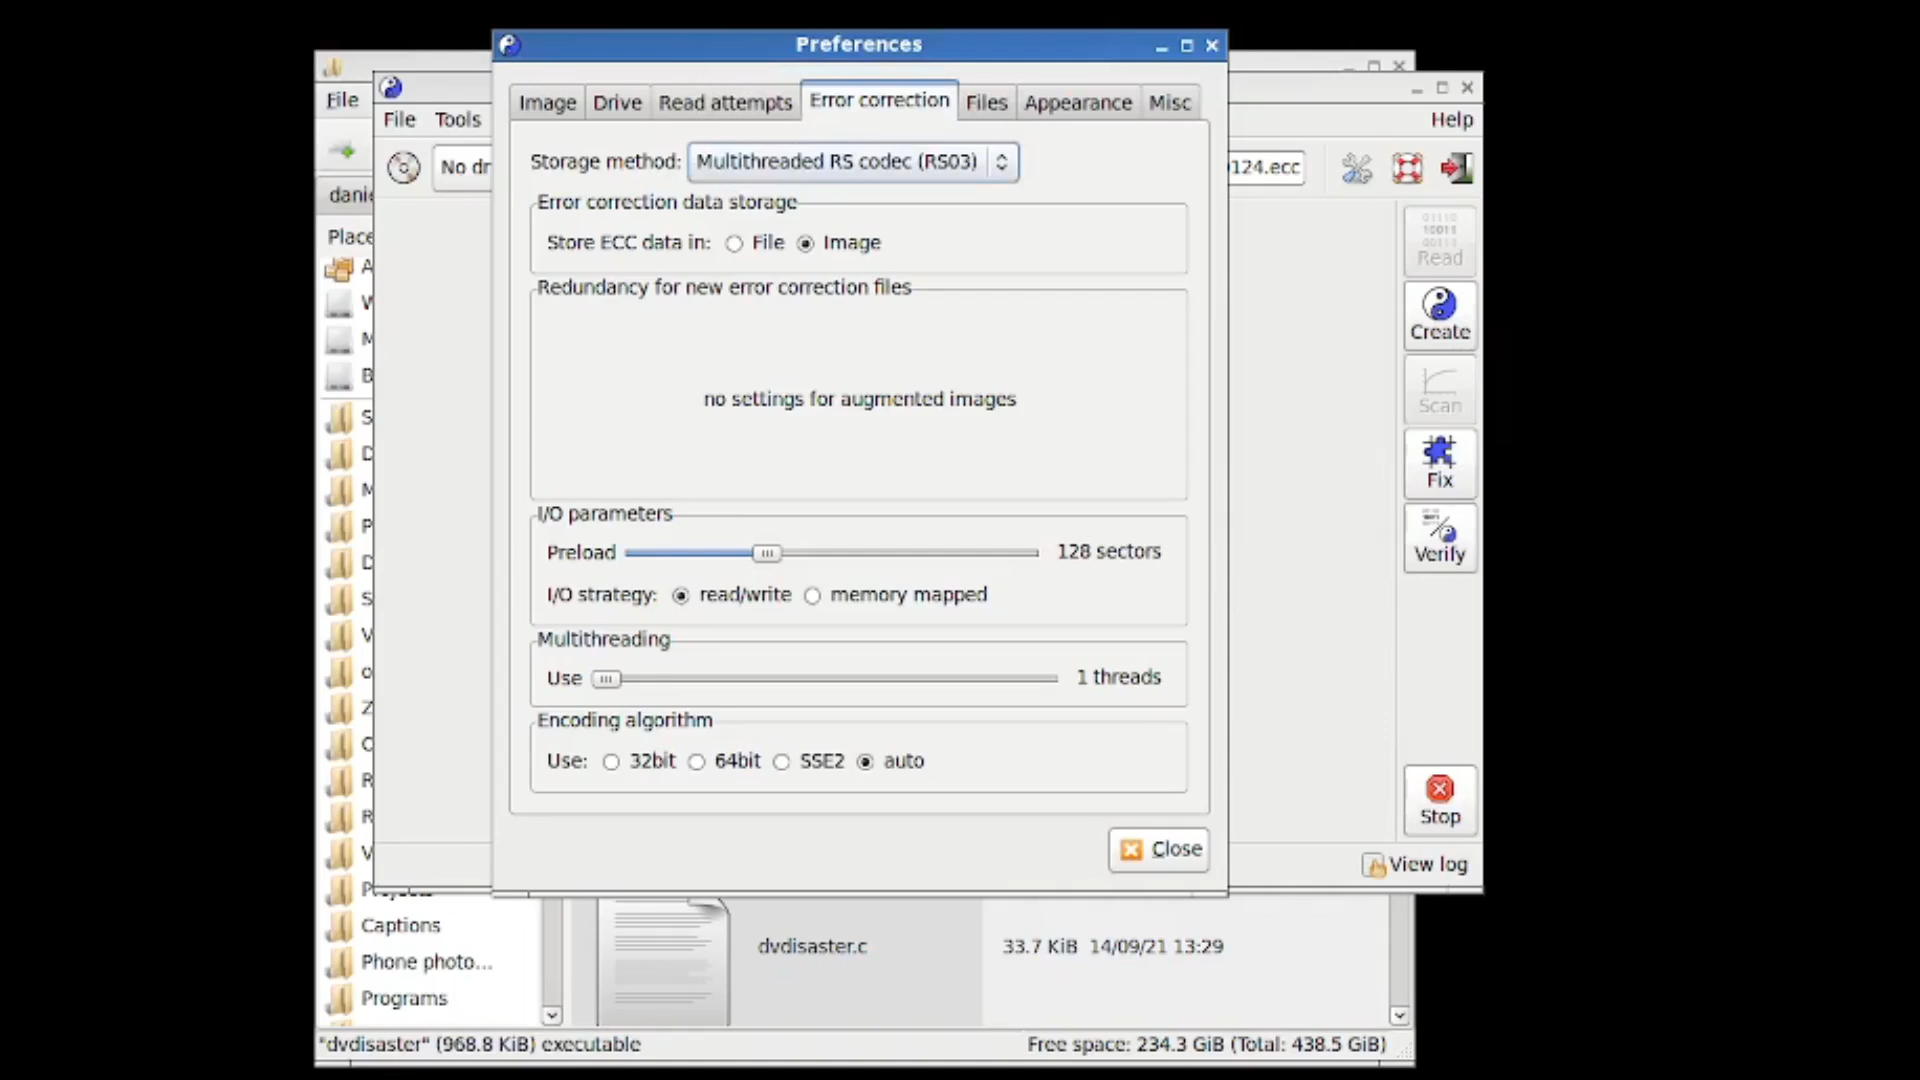 Preferences
File
File Tools
Help
Image Drive Read attempts Error correction Files Appearance Misc
Storage method: Multithreaded RS codec (RS03)
No dr
124.ecc
Error correction data storage
Store ECC data in: File Image
Redundancy for new error correction files
no settings for augmented images
I/O parameters
Preload 128 sectors
I/O strategy: read/write memory mapped
Multithreading
Use 1 threads
Encoding algorithm
Use: 32bit 64bit SSE2 auto
Close
Read
Create
Scan
Fix
Verify
Stop
View log
Place
A
W
M
B
S
D
M
P
D
S
V
o
Z
C
R
R
V
Captions
Phone photo...
Programs
dvdisaster.c 33.7 KiB 14/09/21 13:29
"dvdisaster" (968.8 KiB) executable
Free space: 234.3 GiB (Total: 438.5 GiB)